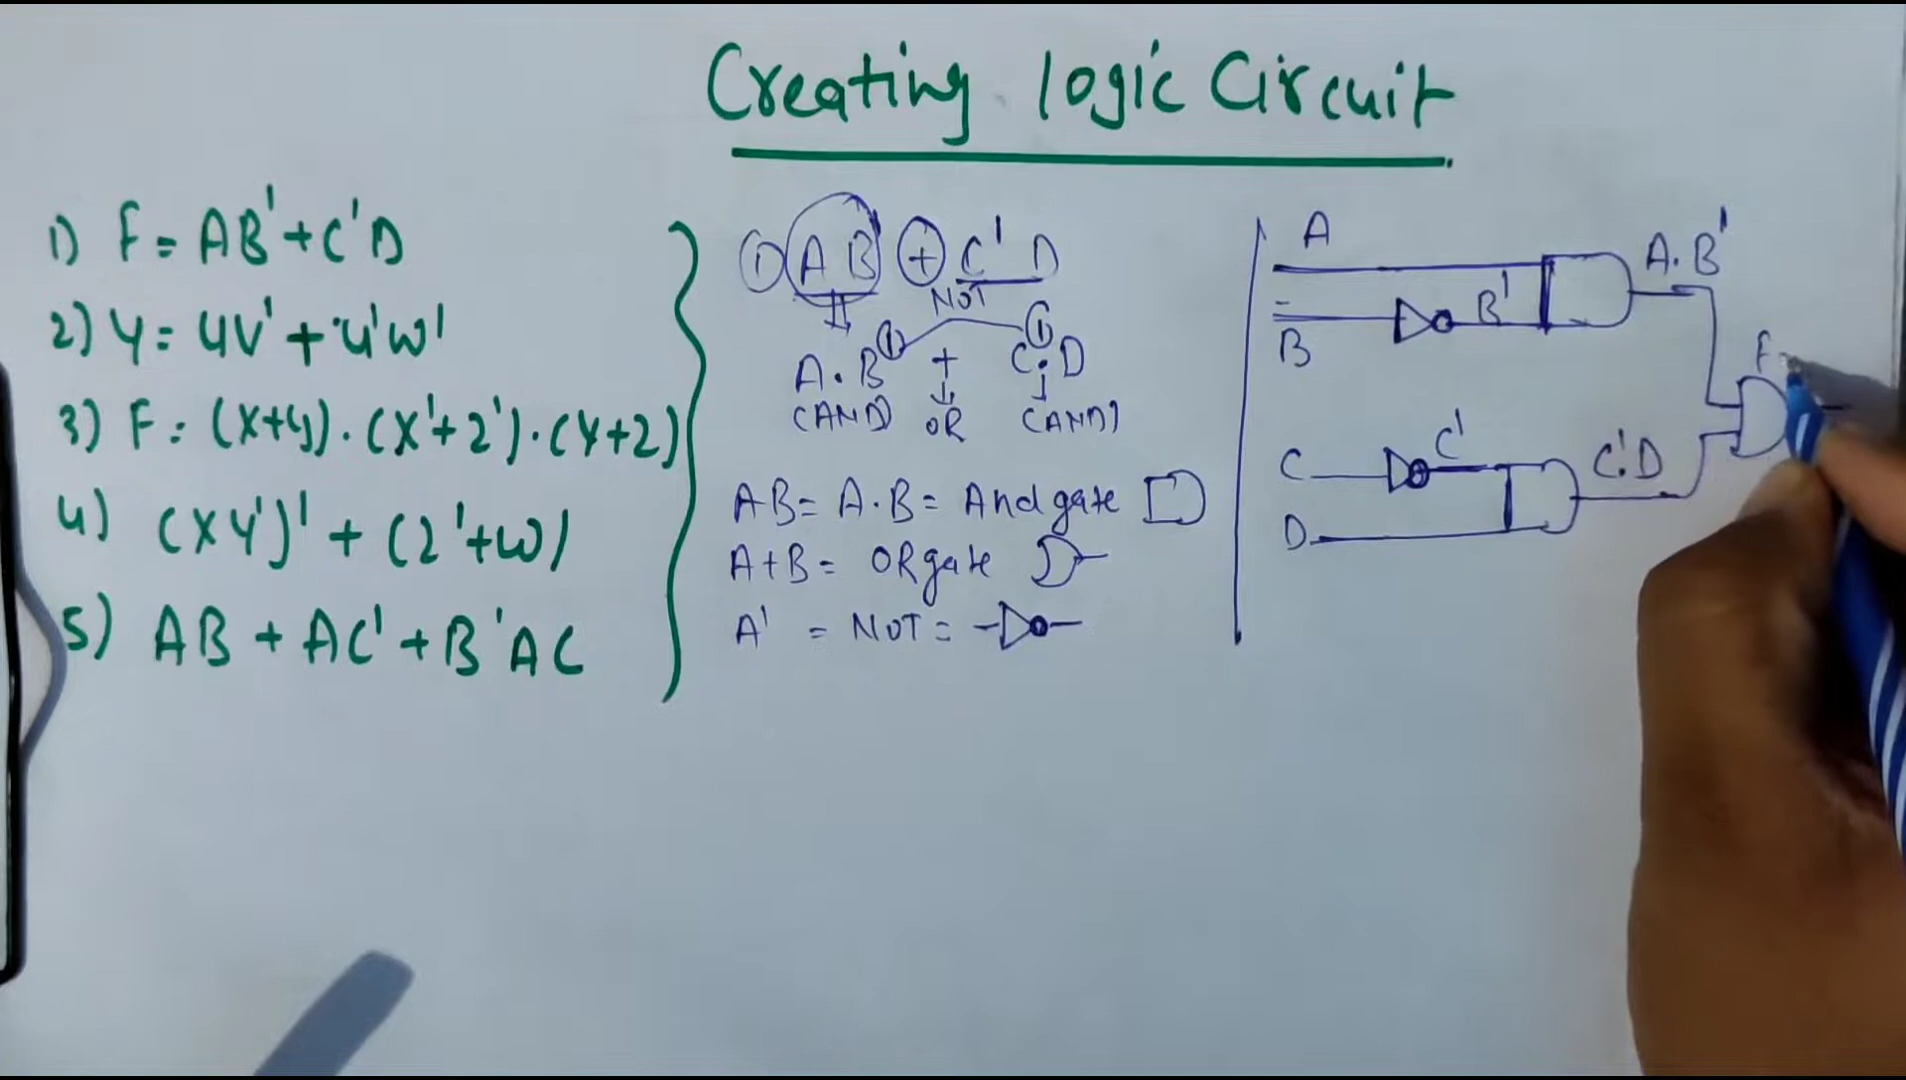 Creating logic Circuit
1) F = AB' + C'D
2) Y = UV' + U'W'
3) F = (X+Y) . (X'+Z') . (Y+Z)
4) (XY')' + (Z'+W)
5) AB + AC' + B'AC
① A B + C' D
NOT
A . B + C . D
(AND) OR (AND)
AB = A.B = And gate
A+B = OR gate
A' = NOT =
A
B
B'
A.B'
C
C'
D
C'.D
F